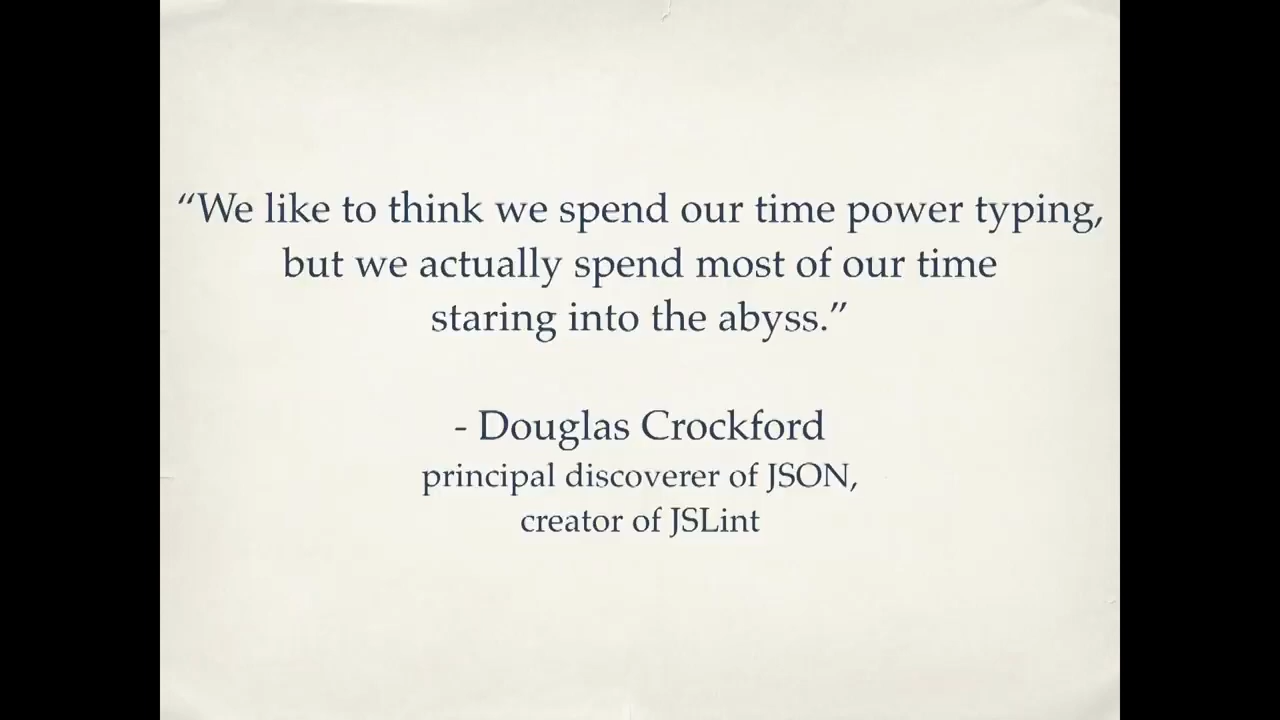 “We like to think we spend our time power typing,
but we actually spend most of our time
staring into the abyss.”
- Douglas Crockford
principal discoverer of JSON,
creator of JSLint